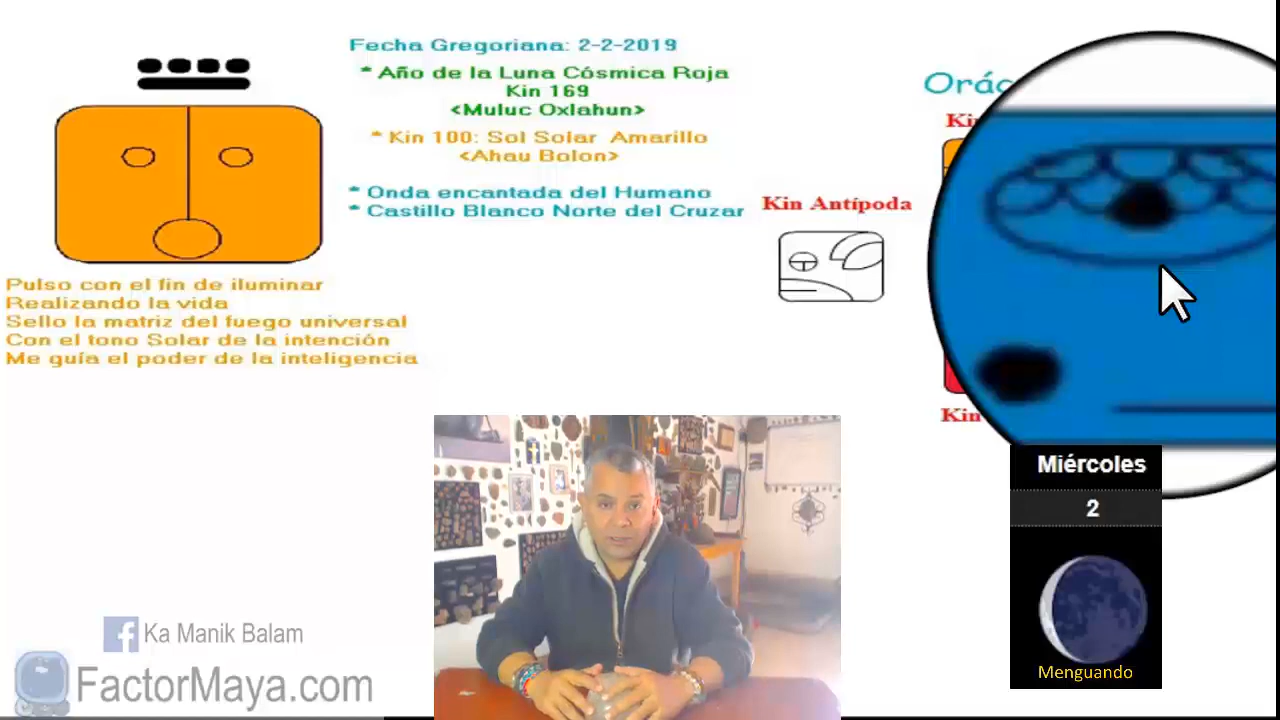 Fecha Gregoriana: 2-2-2019
* Año de la Luna Cósmica Roja
Kin 169
<Muluc Oxlahun>
* Kin 100: Sol Solar Amarillo
<Ahau Bolon>
* Onda encantada del Humano
* Castillo Blanco Norte del Cruzar
Pulso con el fin de iluminar
Realizando la vida
Sello la matriz del fuego universal
Con el tono Solar de la intención
Me guía el poder de la inteligencia
Kin Antípoda
Kin
Miércoles
2
Menguando
Ka Manik Balam
FactorMaya.com